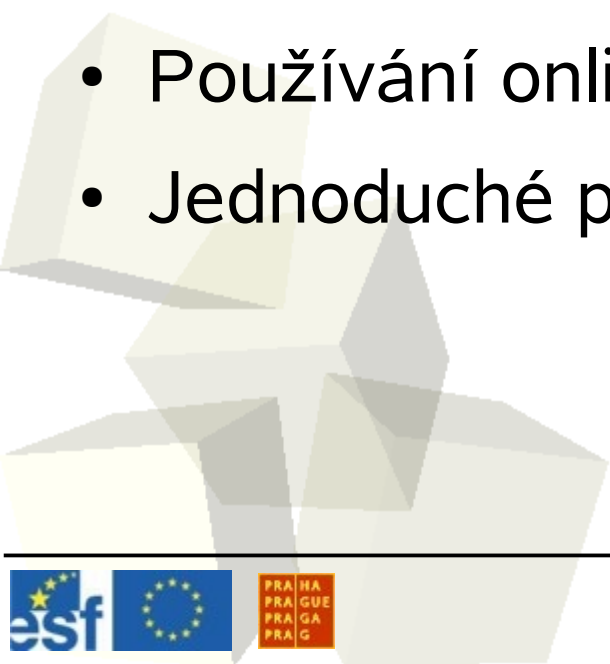 • Používání onli
• Jednoduché p
esf
PRA HA
PRA GUE
PRA GA
PRA G